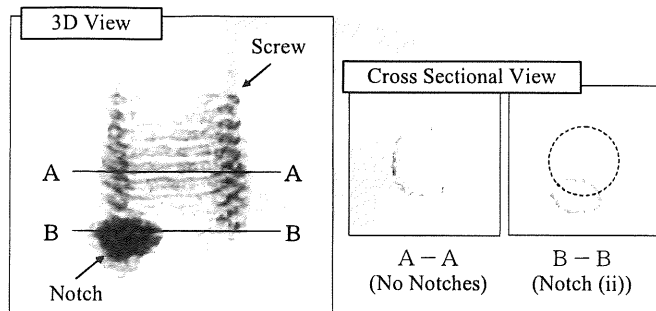 3D View
Screw
Cross Sectional View
A A
B B
Notch
A－A
(No Notches)
B－B
(Notch (ii))